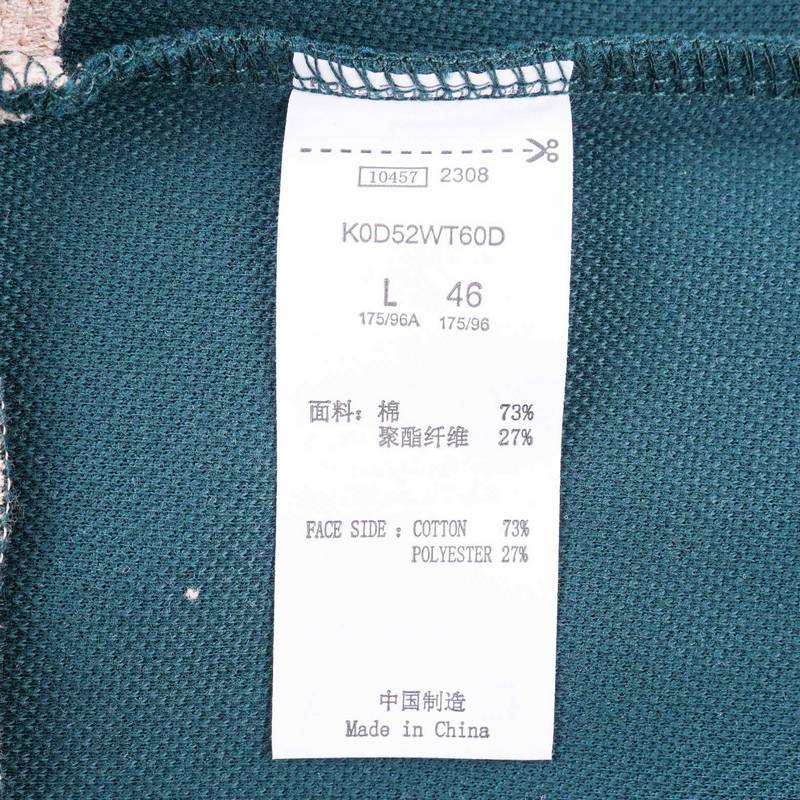 10457 2308
K0D52WT60D
L 46
175/96A 175/96
面料：棉 73%
聚酯纤维 27%
FACE SIDE : COTTON 73%
POLYESTER 27%
中国制造
Made in China